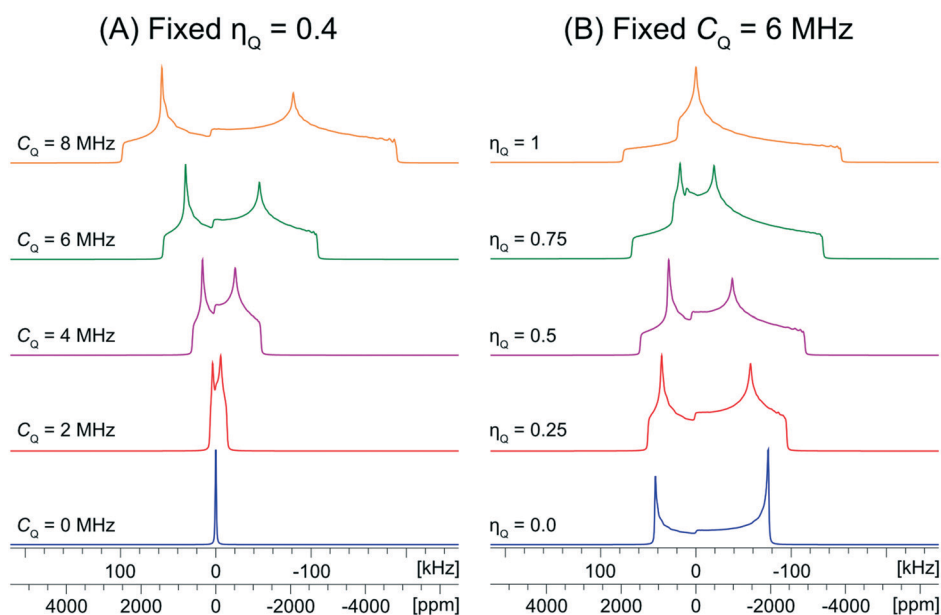 (A) Fixed ηQ = 0.4
CQ = 8 MHz
CQ = 6 MHz
CQ = 4 MHz
CQ = 2 MHz
CQ = 0 MHz
100 0 -100 [kHz]
4000 2000 0 -2000 -4000 [ppm]
(B) Fixed CQ = 6 MHz
ηQ = 1
ηQ = 0.75
ηQ = 0.5
ηQ = 0.25
ηQ = 0.0
100 0 -100 [kHz]
4000 2000 0 -2000 -4000 [ppm]